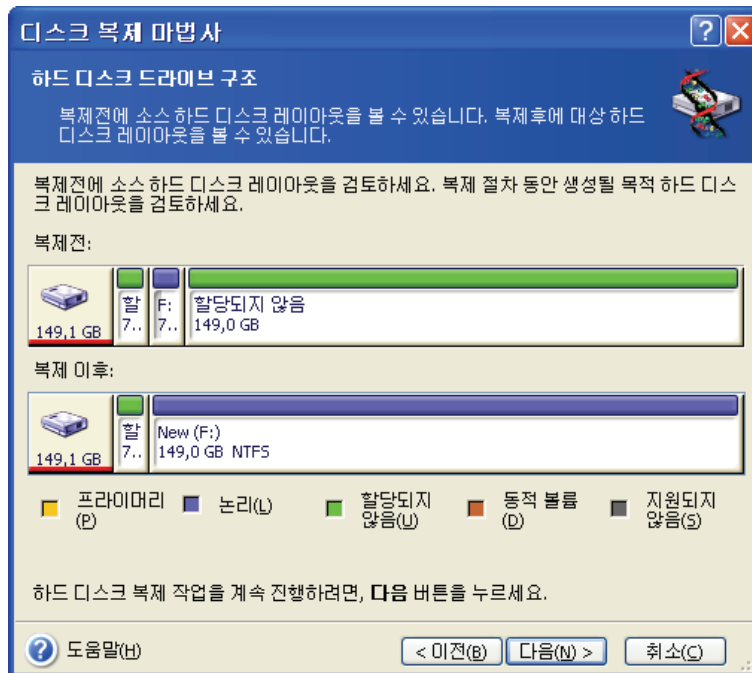 디스크 복제 마법사
하드 디스크 드라이브 구조
복제전에 소스 하드 디스크 레이아웃을 볼 수 있습니다. 복제후에 대상 하드
디스크 레이아웃을 볼 수 있습니다.
복제전에 소스 하드 디스크 레이아웃을 검토하세요. 복제 절차 동안 생성될 목적 하드 디스
크 레이아웃을 검토하세요.
복제전:
149,1 GB
할
7..
F:
7..
할당되지 않음
149,0 GB
복제 이후:
149,1 GB
할
7..
New (F:)
149,0 GB NTFS
프라이머리
(P)
논리(L)
할당되지
않음(U)
동적 볼륨
(D)
지원되지
않음(S)
하드 디스크 복제 작업을 계속 진행하려면, 다음 버튼을 누르세요.
도움말(H)
< 이전(B)
다음(N) >
취소(C)